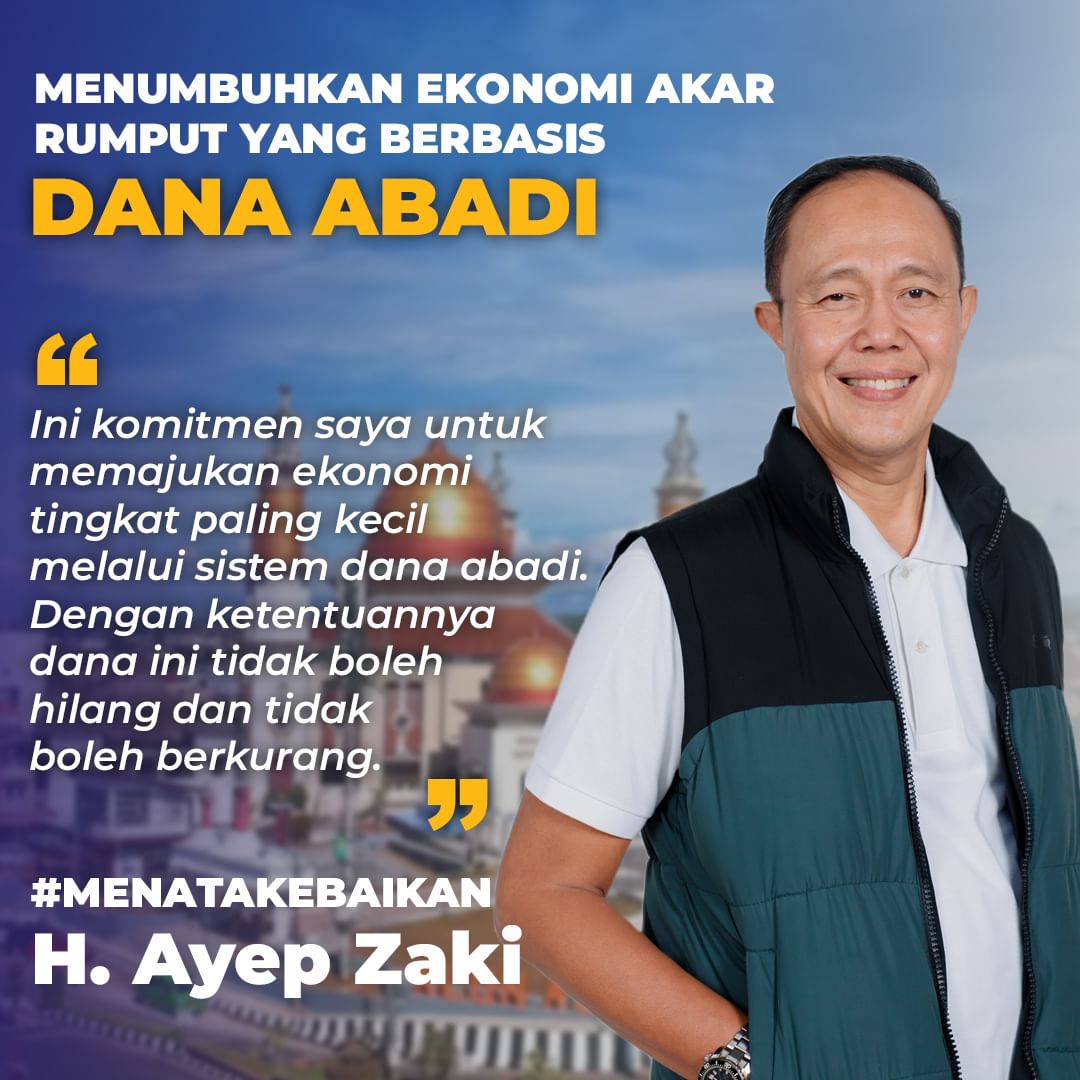 MENUMBUHKAN EKONOMI AKAR
RUMPUT YANG BERBASIS
DANA ABADI
“
Ini komitmen saya untuk
memajukan ekonomi
tingkat paling kecil
melalui sistem dana abadi.
Dengan ketentuannya
dana ini tidak boleh
hilang dan tidak
boleh berkurang.
”
#MENATAKEBAIKAN
H. Ayep Zaki